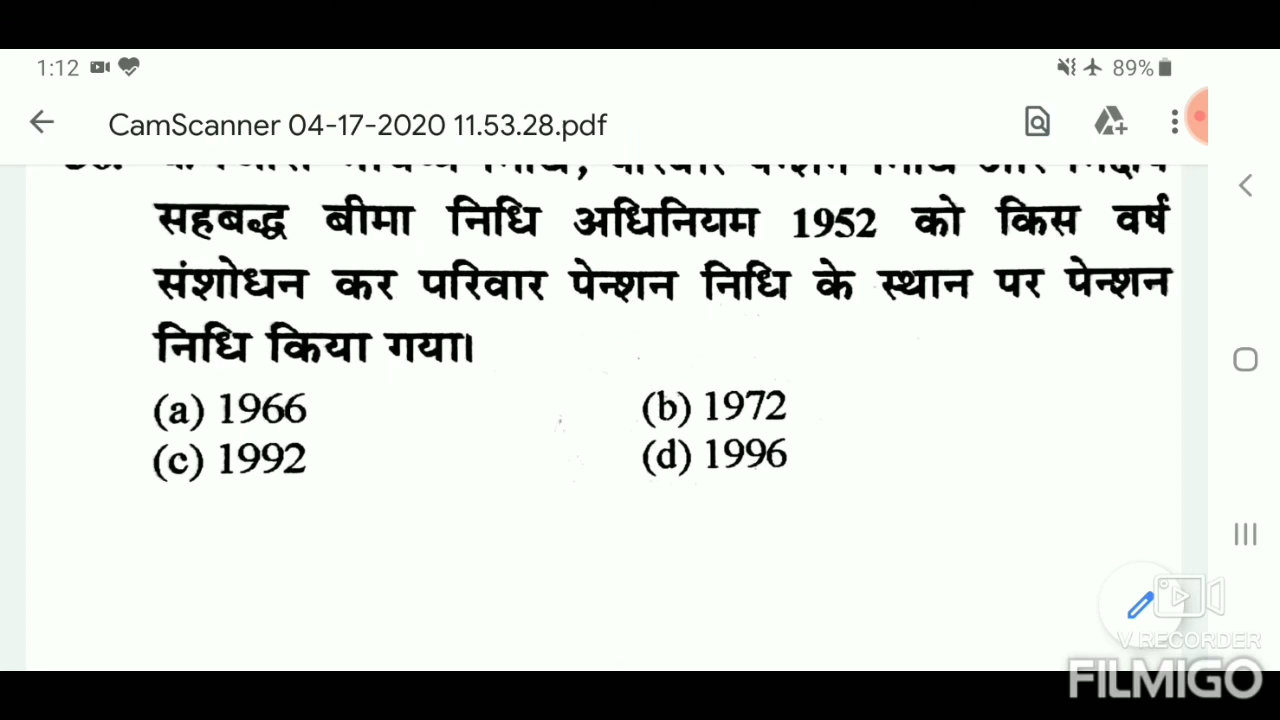 1:12 89%
CamScanner 04-17-2020 11.53.28.pdf
सहबद्ध बीमा निधि अधिनियम 1952 को किस वर्ष
संशोधन कर परिवार पेन्शन निधि के स्थान पर पेन्शन
निधि किया गया।
(a) 1966 (b) 1972
(c) 1992 (d) 1996
V RECORDER
FILMIGO